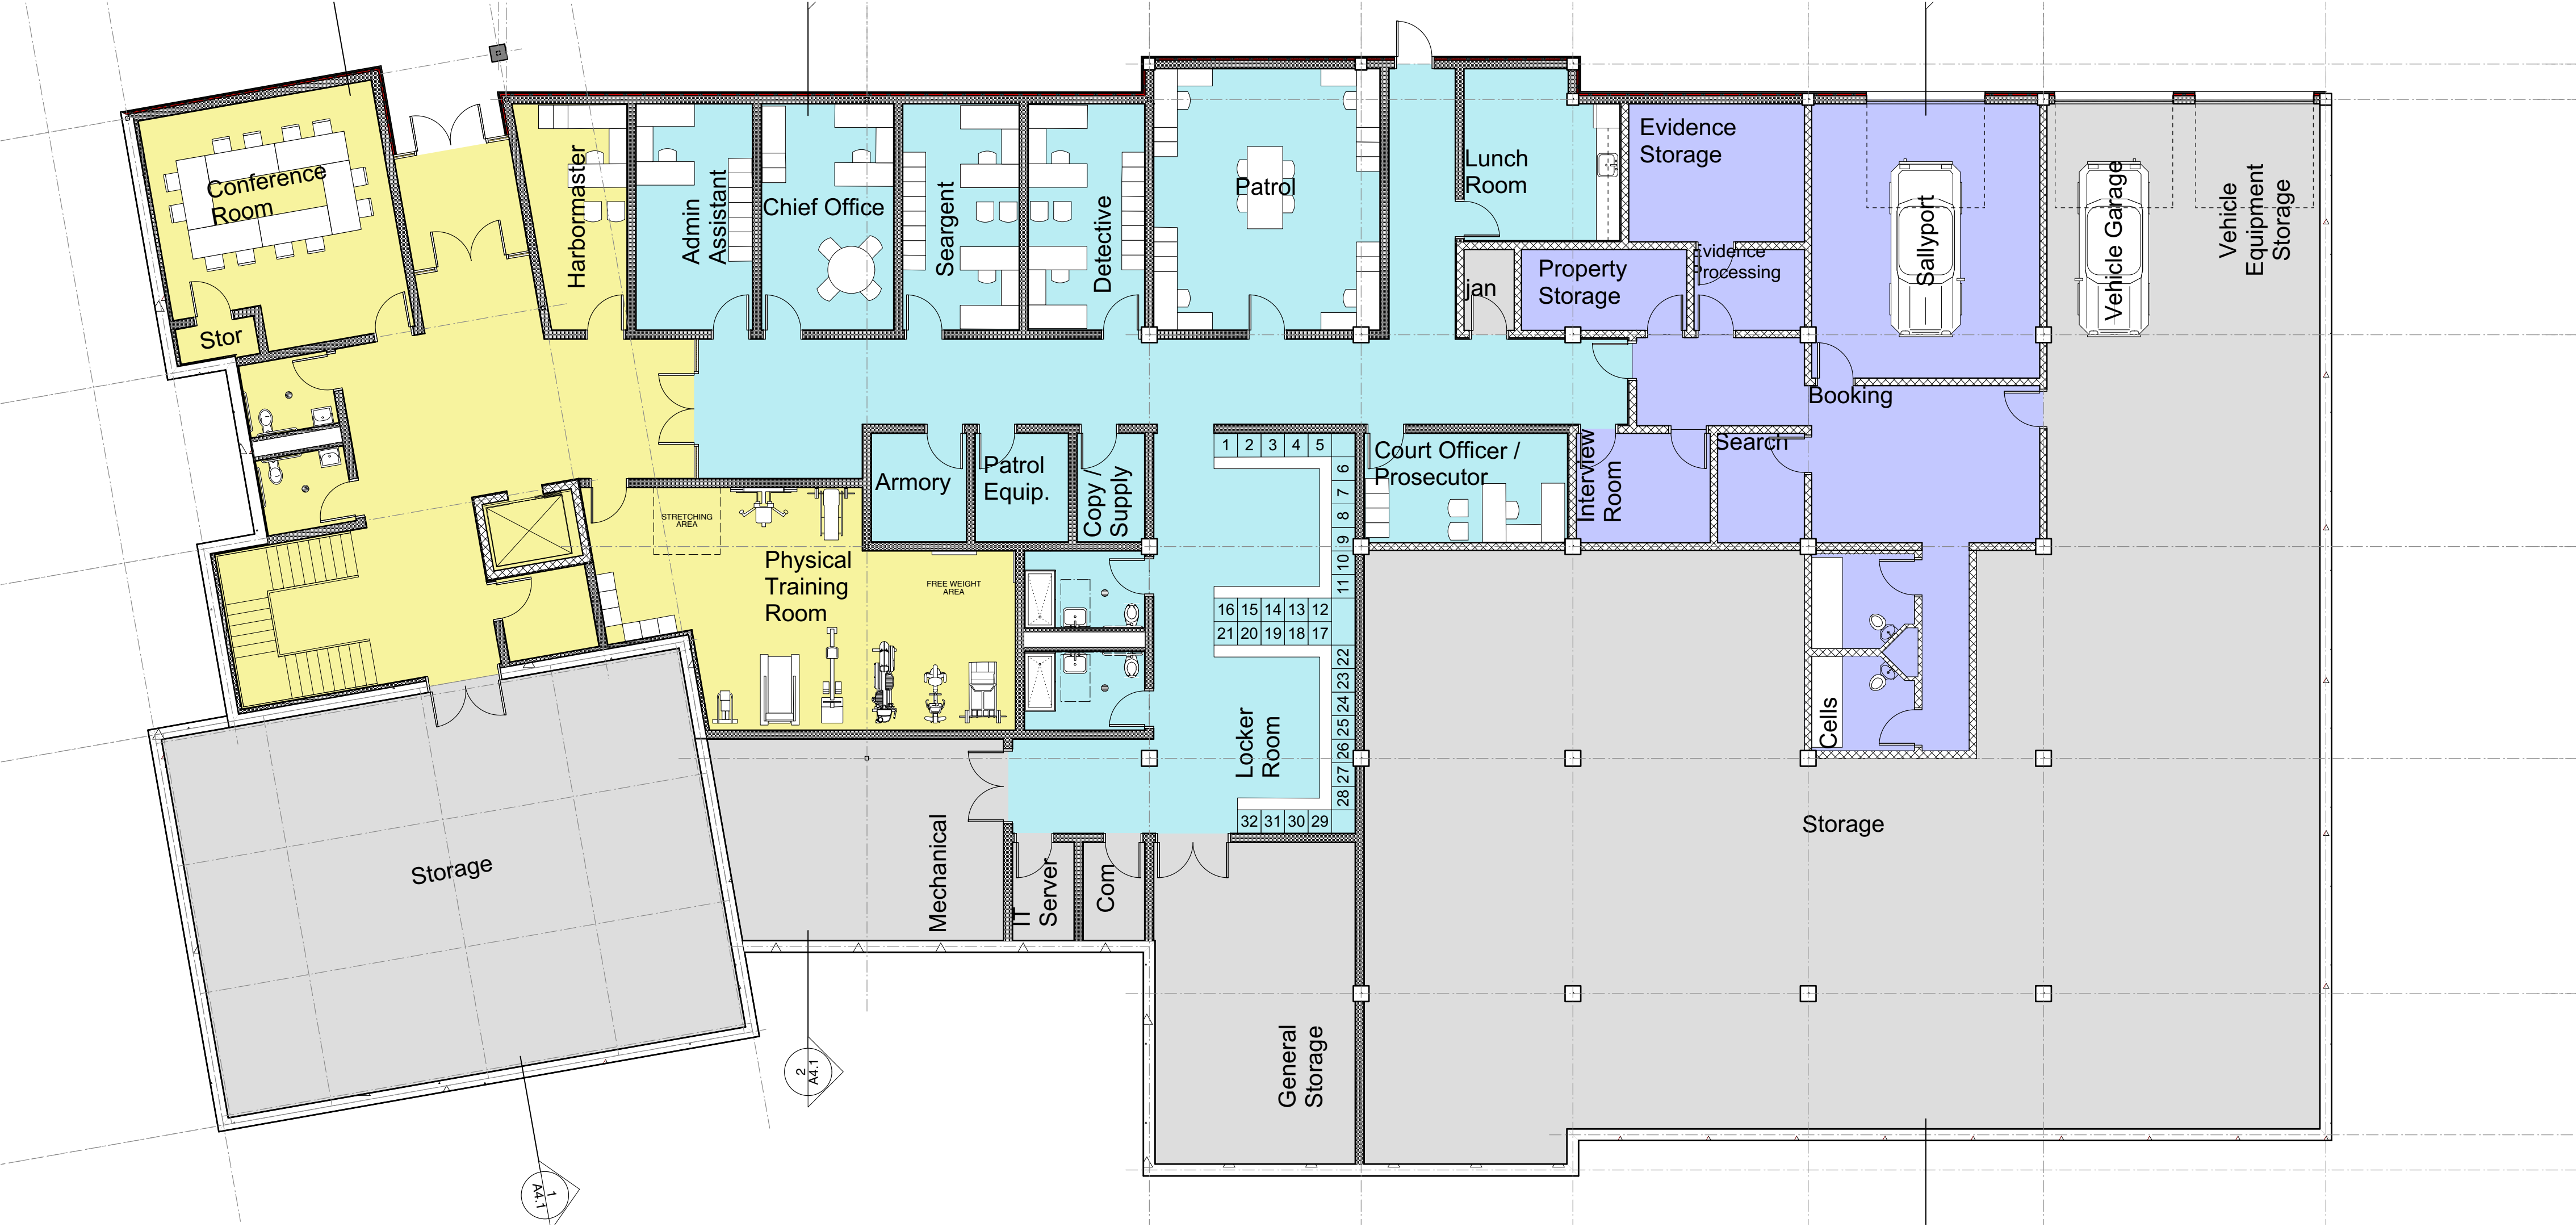 Conference
Room
Stor
Harbormaster
Admin
Assistant
Chief Office
Seargent
Detective
Patrol
Lunch
Room
jan
Evidence
Storage
Property
Storage
Evidence
Processing
Sallyport
Vehicle Garage
Vehicle
Equipment
Storage
Booking
Search
Interview
Room
Court Officer /
Prosecutor
Armory
Patrol
Equip.
Copy /
Supply
1 2 3 4 5
6
7
8
9
10
11
16 15 14 13 12
21 20 19 18 17
22
23
24
25
26
27
28
32 31 30 29
Locker
Room
STRETCHING
AREA
Physical
Training
Room
FREE WEIGHT
AREA
Cells
Storage
Storage
Mechanical
IT
Server
Com
General
Storage
2
A4.1
1
A4.1